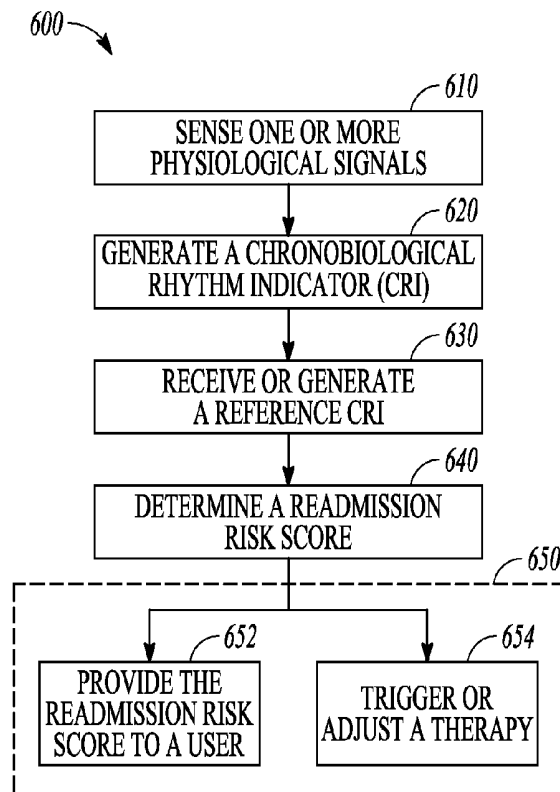 600
610
SENSE ONE OR MORE
PHYSIOLOGICAL SIGNALS
620
GENERATE A CHRONOBIOLOGICAL
RHYTHM INDICATOR (CRI)
630
RECEIVE OR GENERATE
A REFERENCE CRI
640
DETERMINE A READMISSION
RISK SCORE
650
652
PROVIDE THE
READMISSION RISK
SCORE TO A USER
654
TRIGGER OR
ADJUST A THERAPY